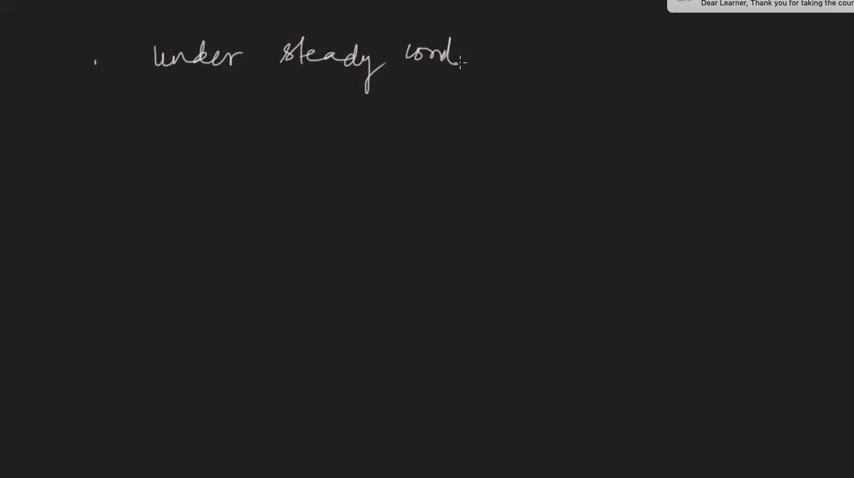 Dear Learner, Thank you for taking the cour
. under steady cond.